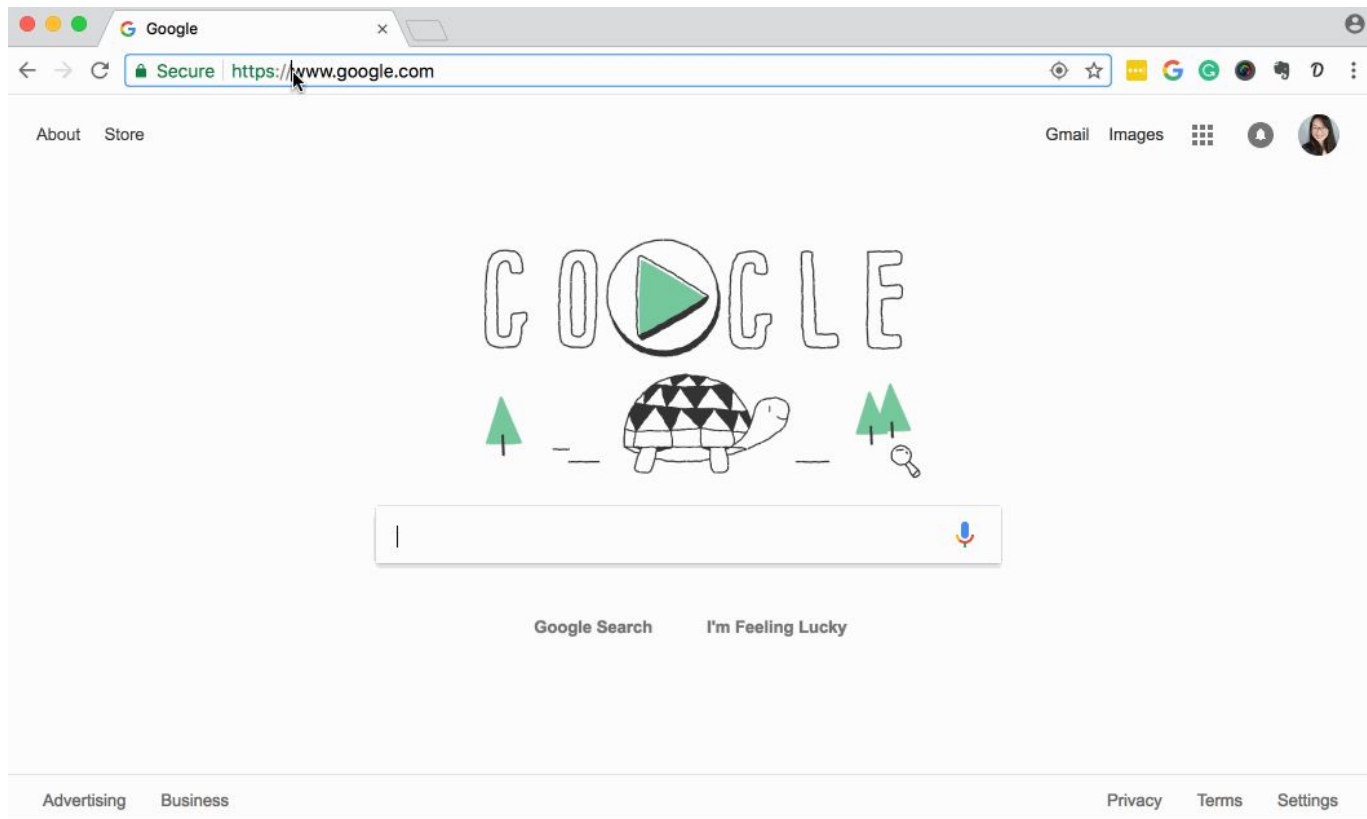 Google
Secure https://www.google.com
About Store
Gmail Images
GOOGLE
Google Search I'm Feeling Lucky
Advertising Business
Privacy Terms Settings